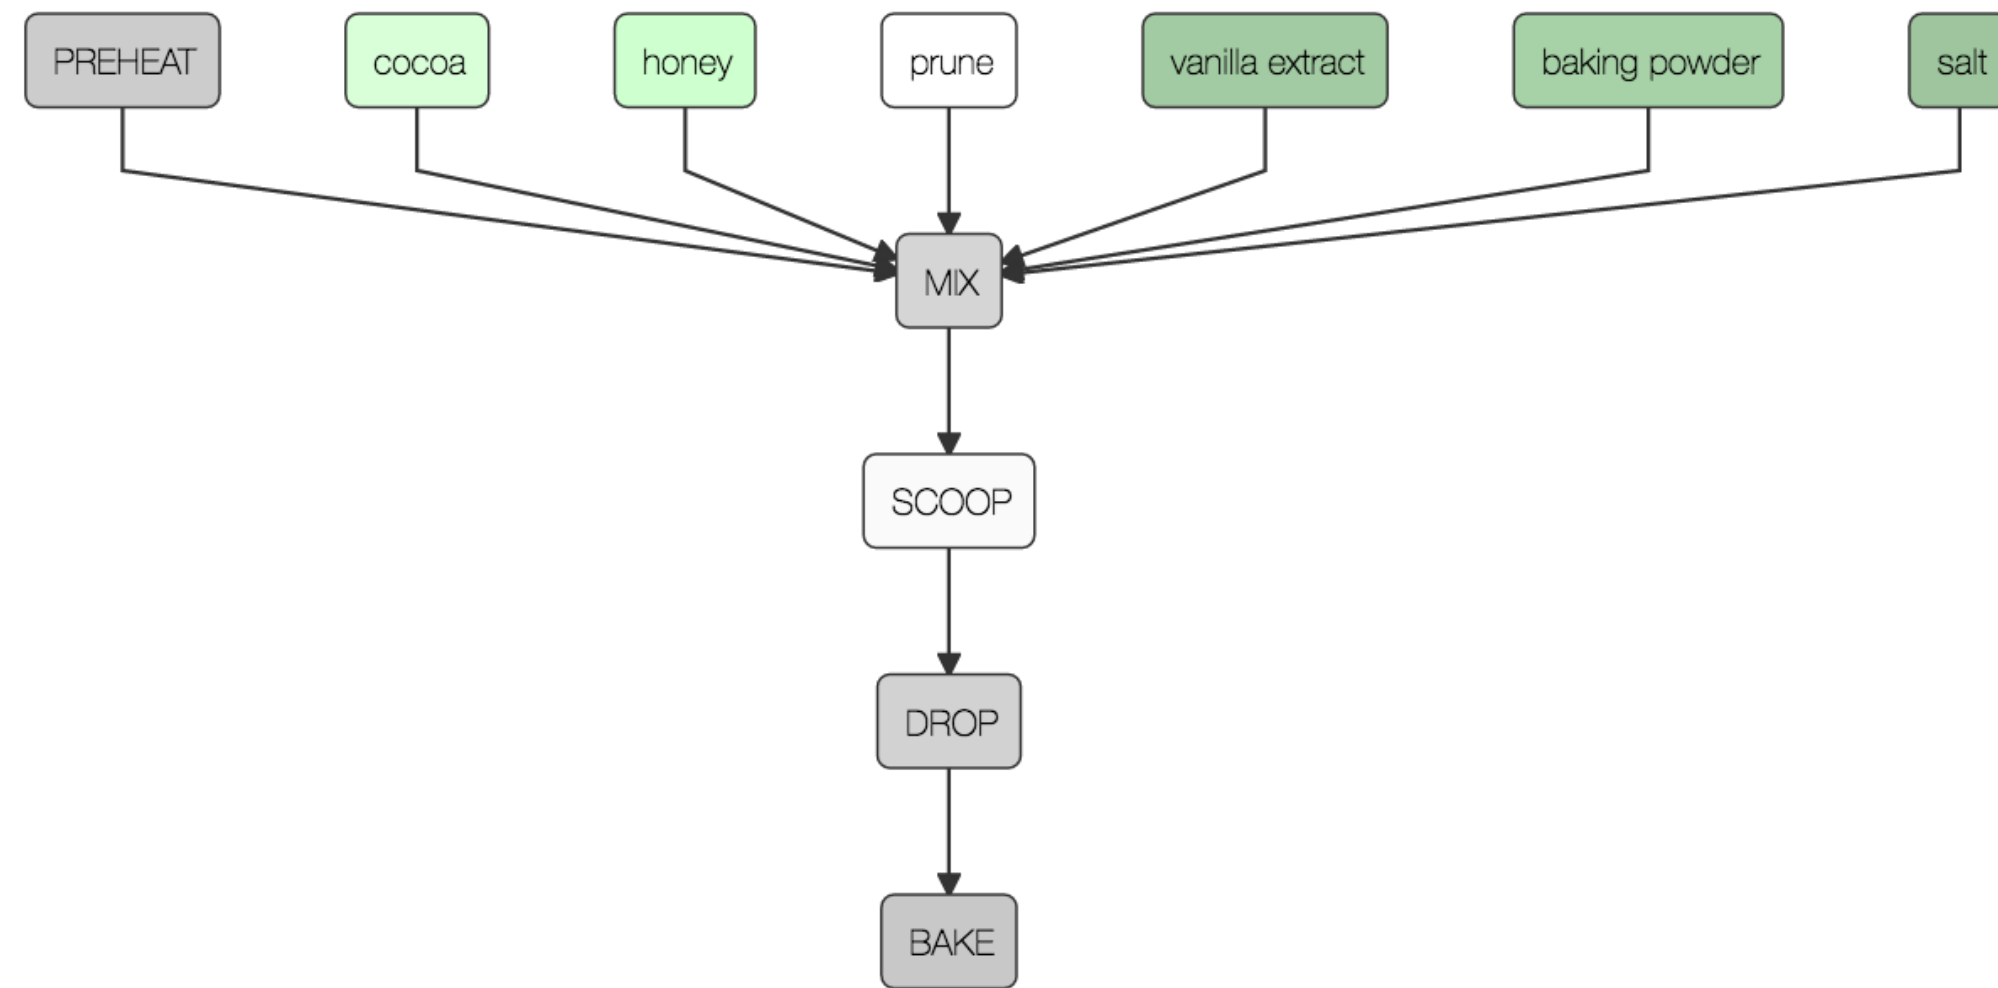 PREHEAT
cocoa
honey
prune
vanilla extract
baking powder
salt
MIX
SCOOP
DROP
BAKE